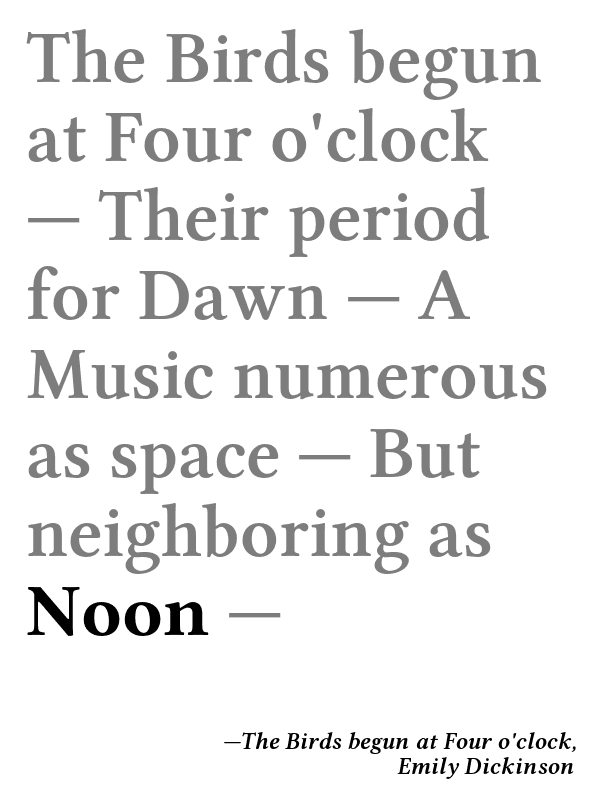 The Birds begun
at Four o'clock
— Their period
for Dawn — A
Music numerous
as space — But
neighboring as
Noon —
—The Birds begun at Four o'clock,
Emily Dickinson